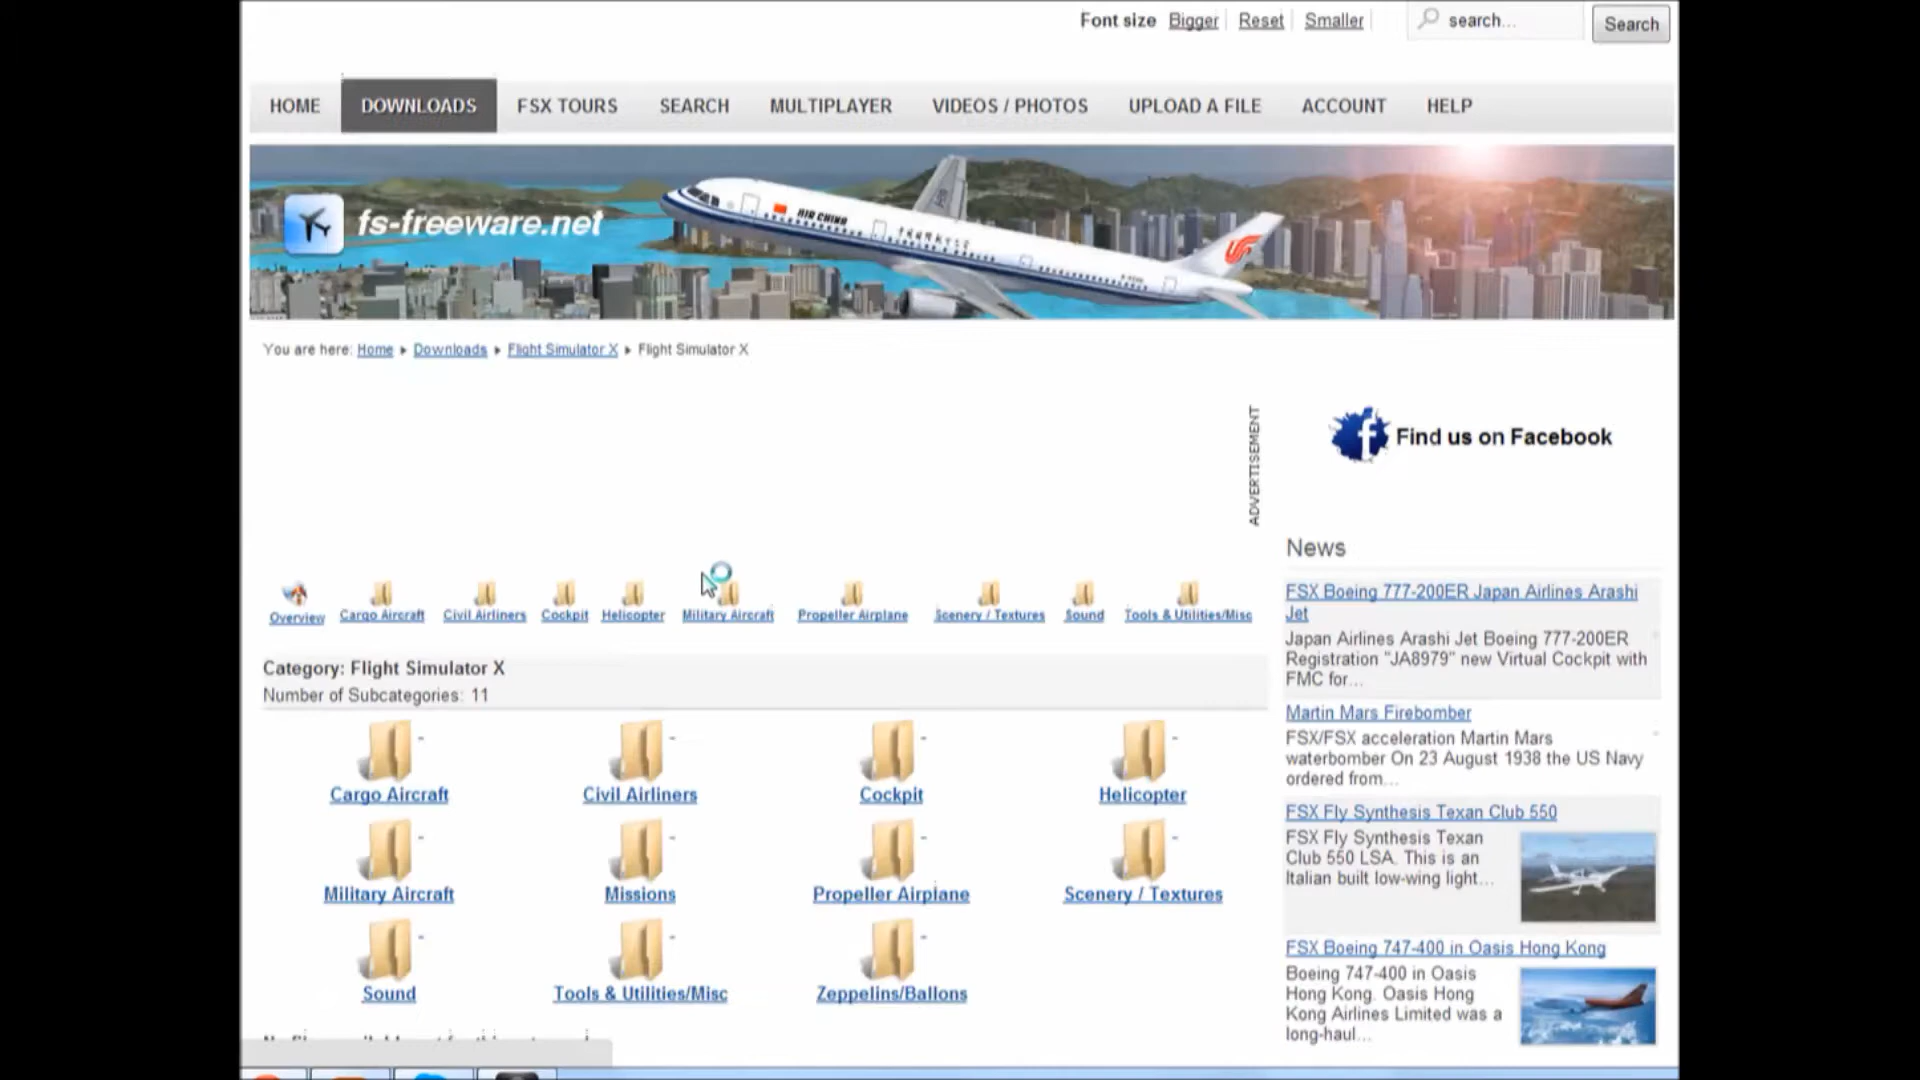 Font size Bigger Reset Smaller search... Search
HOME DOWNLOADS FSX TOURS SEARCH MULTIPLAYER VIDEOS / PHOTOS UPLOAD A FILE ACCOUNT HELP
fs-freeware.net
AIR CHINA
You are here: Home Downloads Flight Simulator X Flight Simulator X
ADVERTISEMENT
Find us on Facebook
Overview Cargo Aircraft Civil Airliners Cockpit Helicopter Military Aircraft Propeller Airplane Scenery / Textures Sound Tools & Utilities/Misc
Category: Flight Simulator X
Number of Subcategories: 11
Cargo Aircraft Civil Airliners Cockpit Helicopter
Military Aircraft Missions Propeller Airplane Scenery / Textures
Sound Tools & Utilities/Misc Zeppelins/Ballons
News
FSX Boeing 777-200ER Japan Airlines Arashi
Jet
Japan Airlines Arashi Jet Boeing 777-200ER
Registration "JA8979" new Virtual Cockpit with
FMC for...
Martin Mars Firebomber
FSX/FSX acceleration Martin Mars
waterbomber On 23 August 1938 the US Navy
ordered from...
FSX Fly Synthesis Texan Club 550
FSX Fly Synthesis Texan
Club 550 LSA. This is an
Italian built low-wing light...
FSX Boeing 747-400 in Oasis Hong Kong
Boeing 747-400 in Oasis
Hong Kong. Oasis Hong
Kong Airlines Limited was a
long-haul...